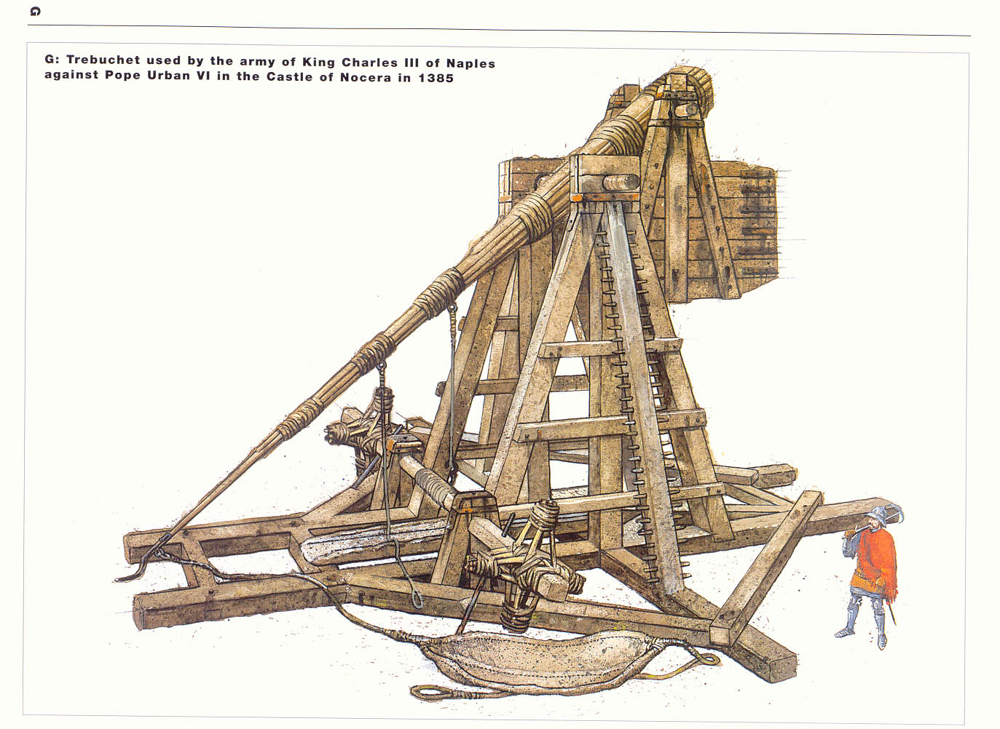 G
G: Trebuchet used by the army of King Charles III of Naples
against Pope Urban VI in the Castle of Nocera in 1385